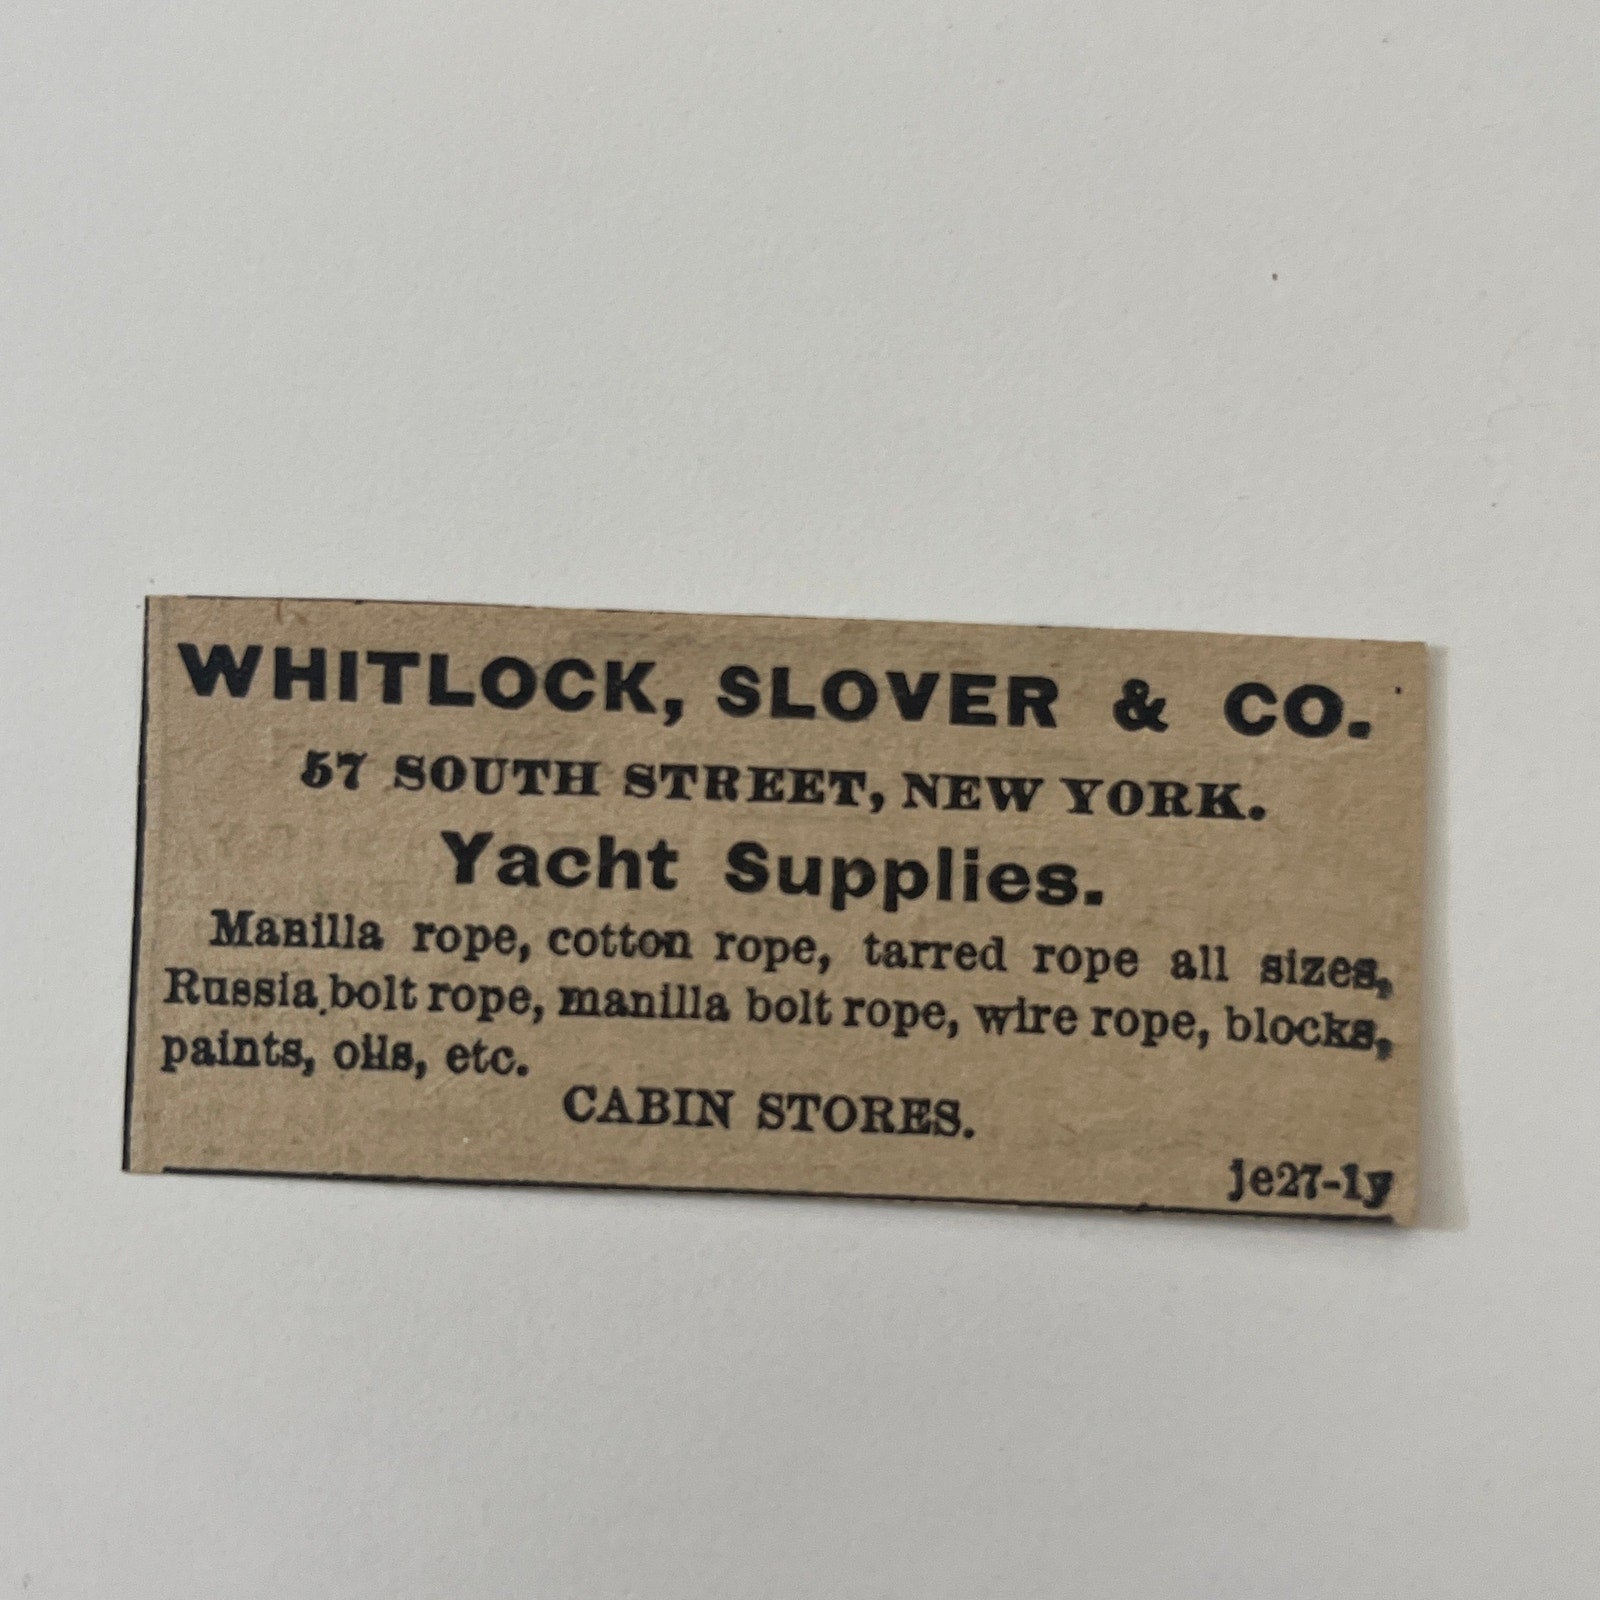 WHITLOCK, SLOVER & CO.
57 SOUTH STREET, NEW YORK.
Yacht Supplies.
Manilla rope, cotton rope, tarred rope all sizes,
Russia bolt rope, manilla bolt rope, wire rope, blocks,
paints, oils, etc.
CABIN STORES.
je27-1y